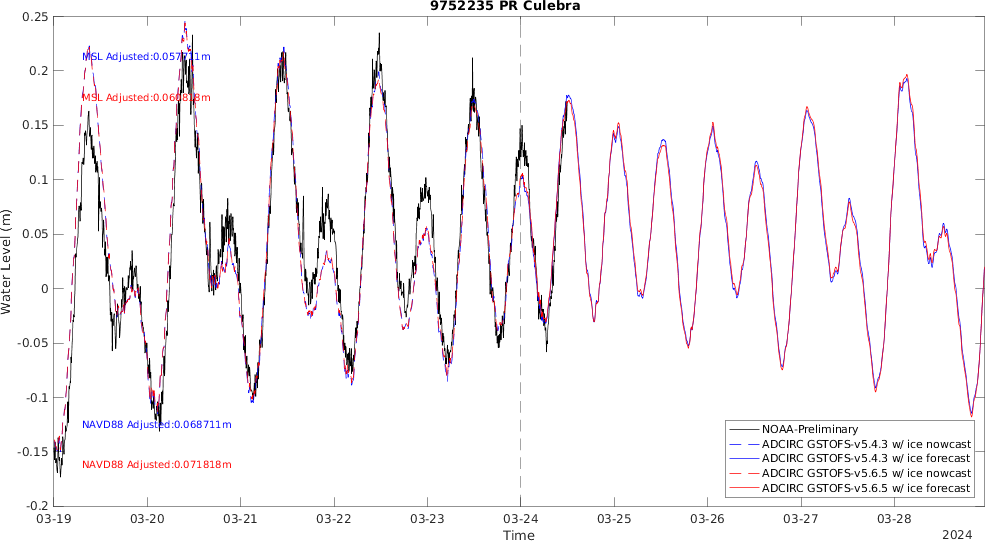 9752235 PR Culebra
0.25
0.2
0.15
0.1
0.05
0
-0.05
-0.1
-0.15
-0.2
Water Level (m)
MSL Adjusted:0.057711m
MSL Adjusted:0.060818m
NAVD88 Adjusted:0.068711m
NAVD88 Adjusted:0.071818m
NOAA-Preliminary
ADCIRC GSTOFS-v5.4.3 w/ ice nowcast
ADCIRC GSTOFS-v5.4.3 w/ ice forecast
ADCIRC GSTOFS-v5.6.5 w/ ice nowcast
ADCIRC GSTOFS-v5.6.5 w/ ice forecast
03-19 03-20 03-21 03-22 03-23 03-24 03-25 03-26 03-27 03-28
Time
2024